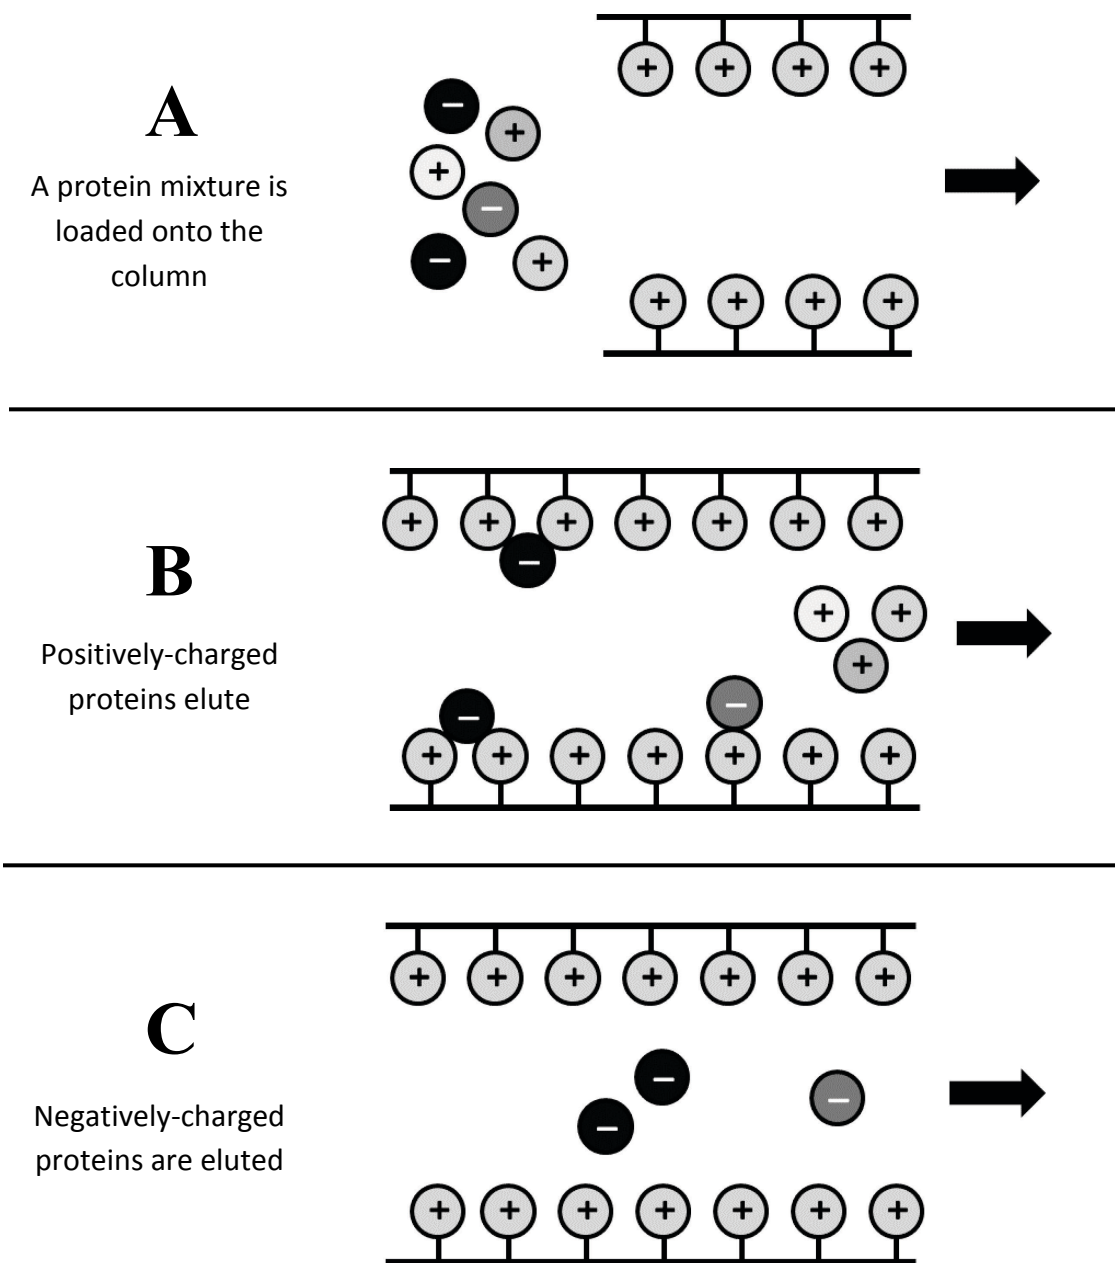 A
A protein mixture is
loaded onto the
column
+ + + +
− +
+
−
− +
+ + + +
B
Positively-charged
proteins elute
+ + + + + + +
−
+ +
+
− −
+ + + + + + +
C
Negatively-charged
proteins are eluted
+ + + + + + +
− −
−
+ + + + + + +